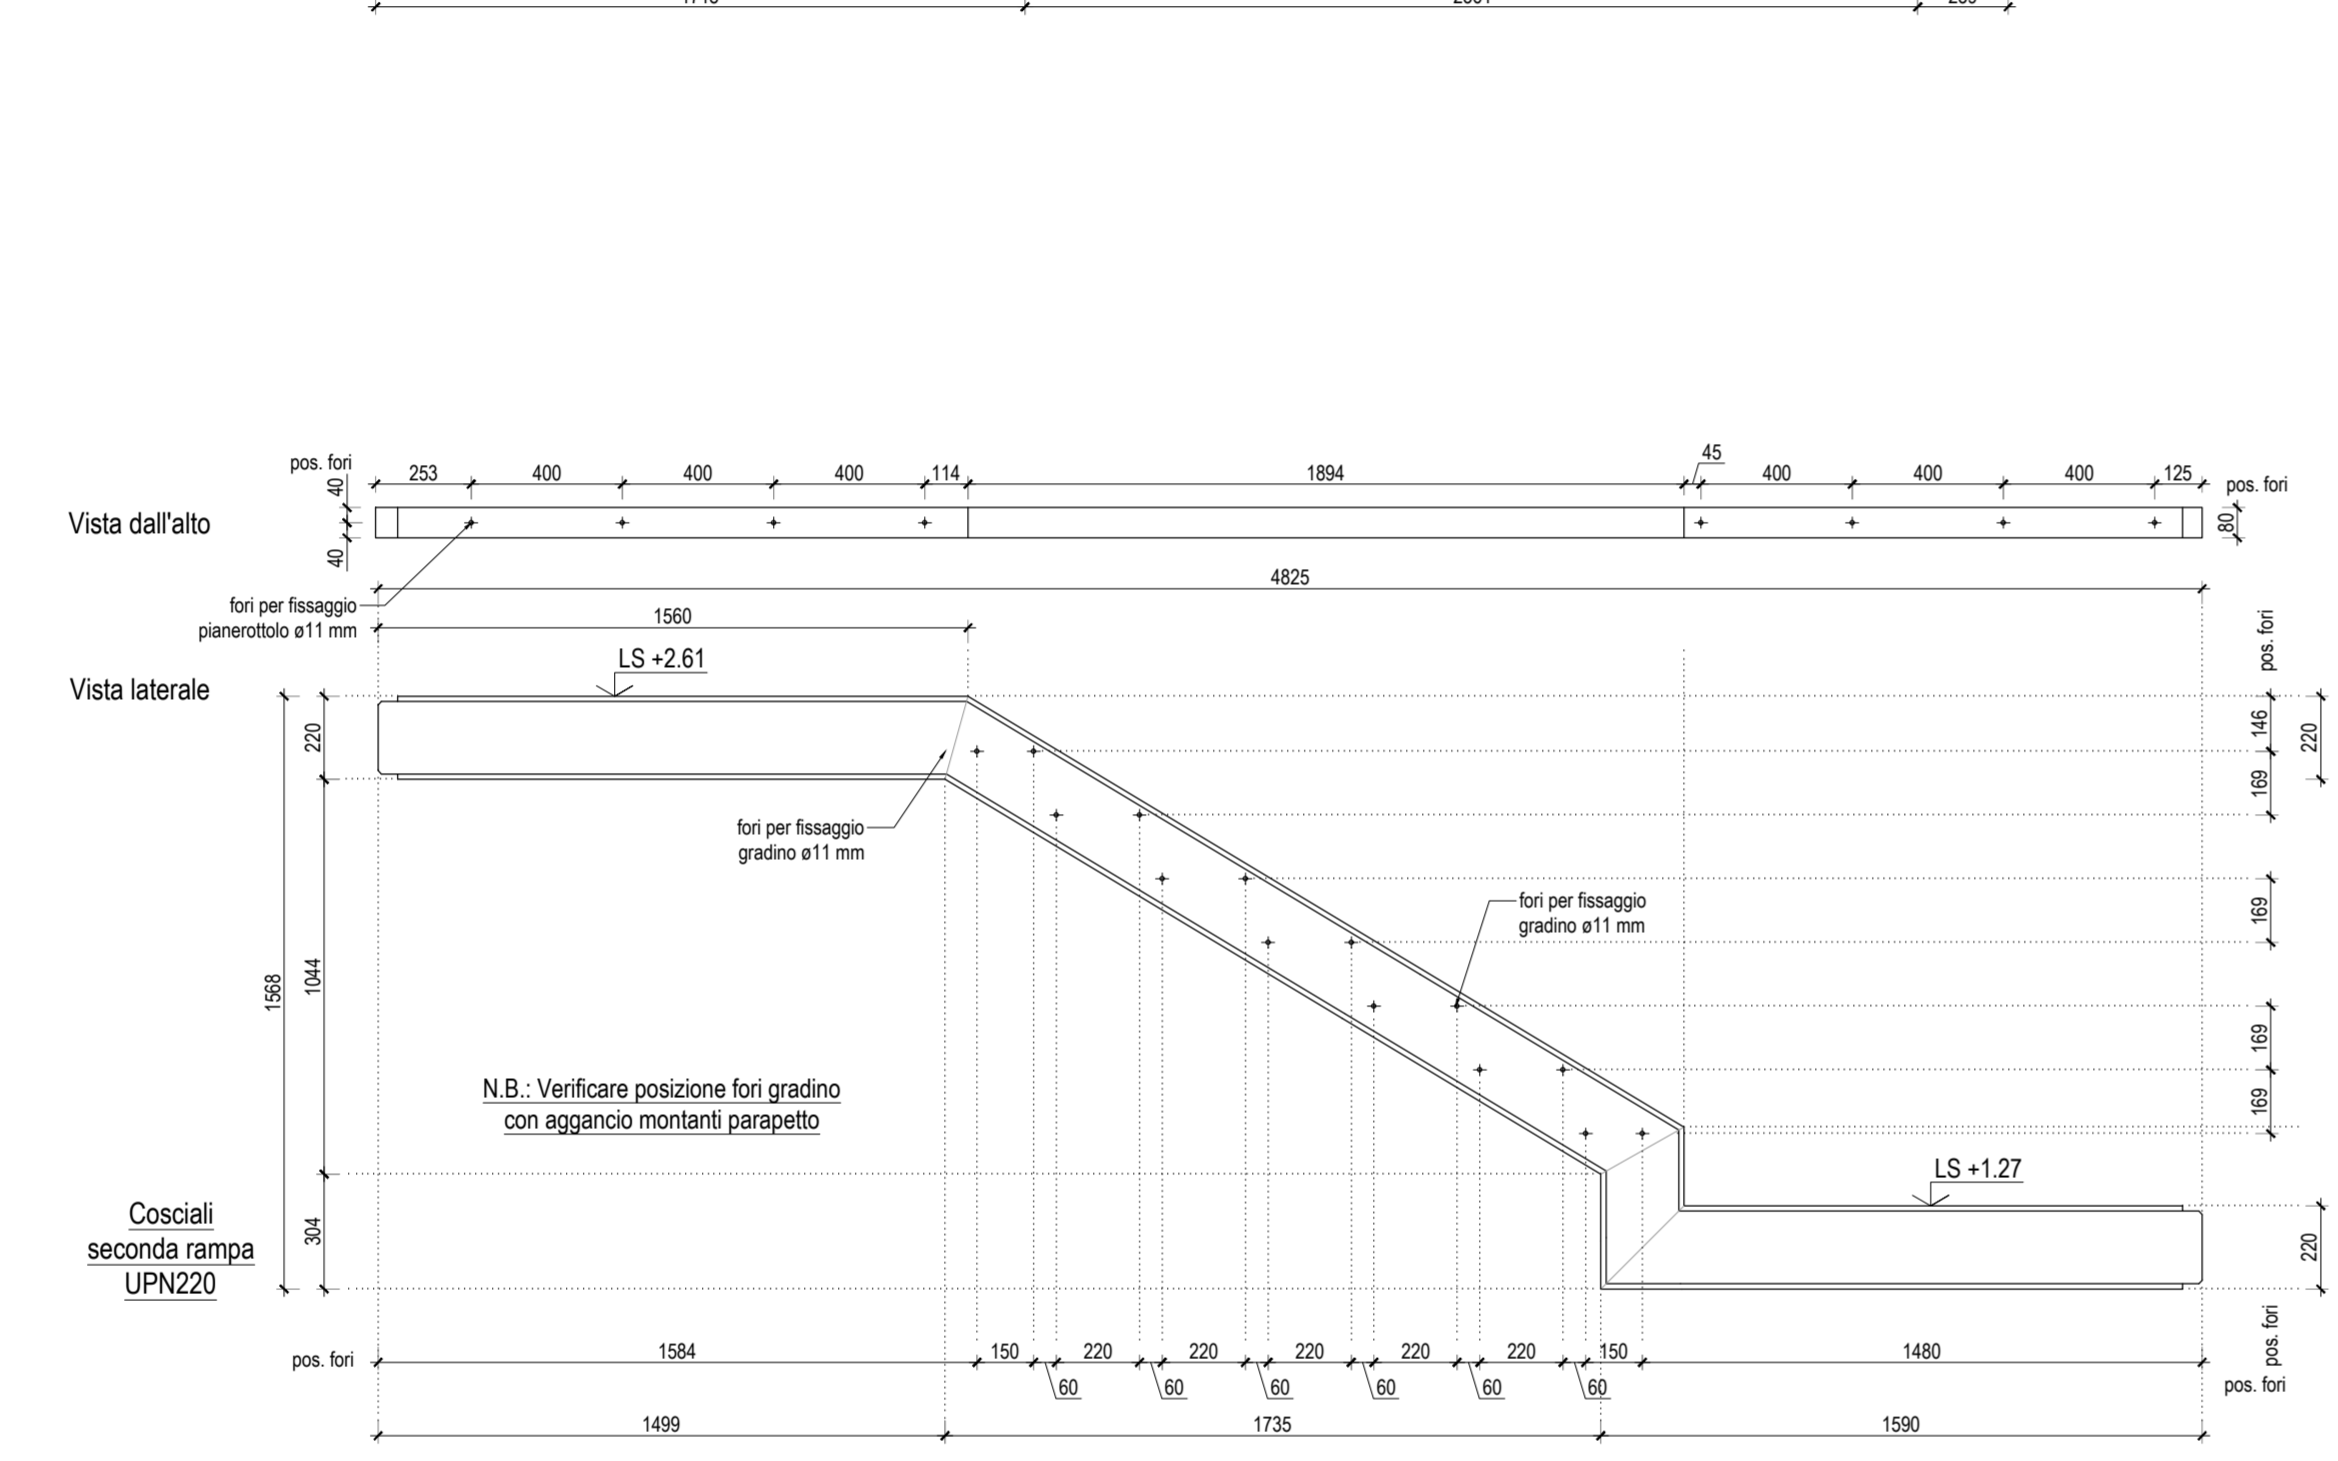 pos. fori
253 400 400 400 114 1894 45 400 400 400 125
pos. fori
40
40
80
Vista dall'alto
4825
fori per fissaggio
pianerottolo ø11 mm
1560
pos. fori
LS +2.61
Vista laterale
220
146
220
169
fori per fissaggio
gradino ø11 mm
169
fori per fissaggio
gradino ø11 mm
1568
1044
169
N.B.: Verificare posizione fori gradino
con aggancio montanti parapetto
169
LS +1.27
Cosciali
seconda rampa
UPN220
304
220
pos. fori
pos. fori
1584 150 220 220 220 220 220 150 1480
60 60 60 60 60 60
pos. fori
1499 1735 1590